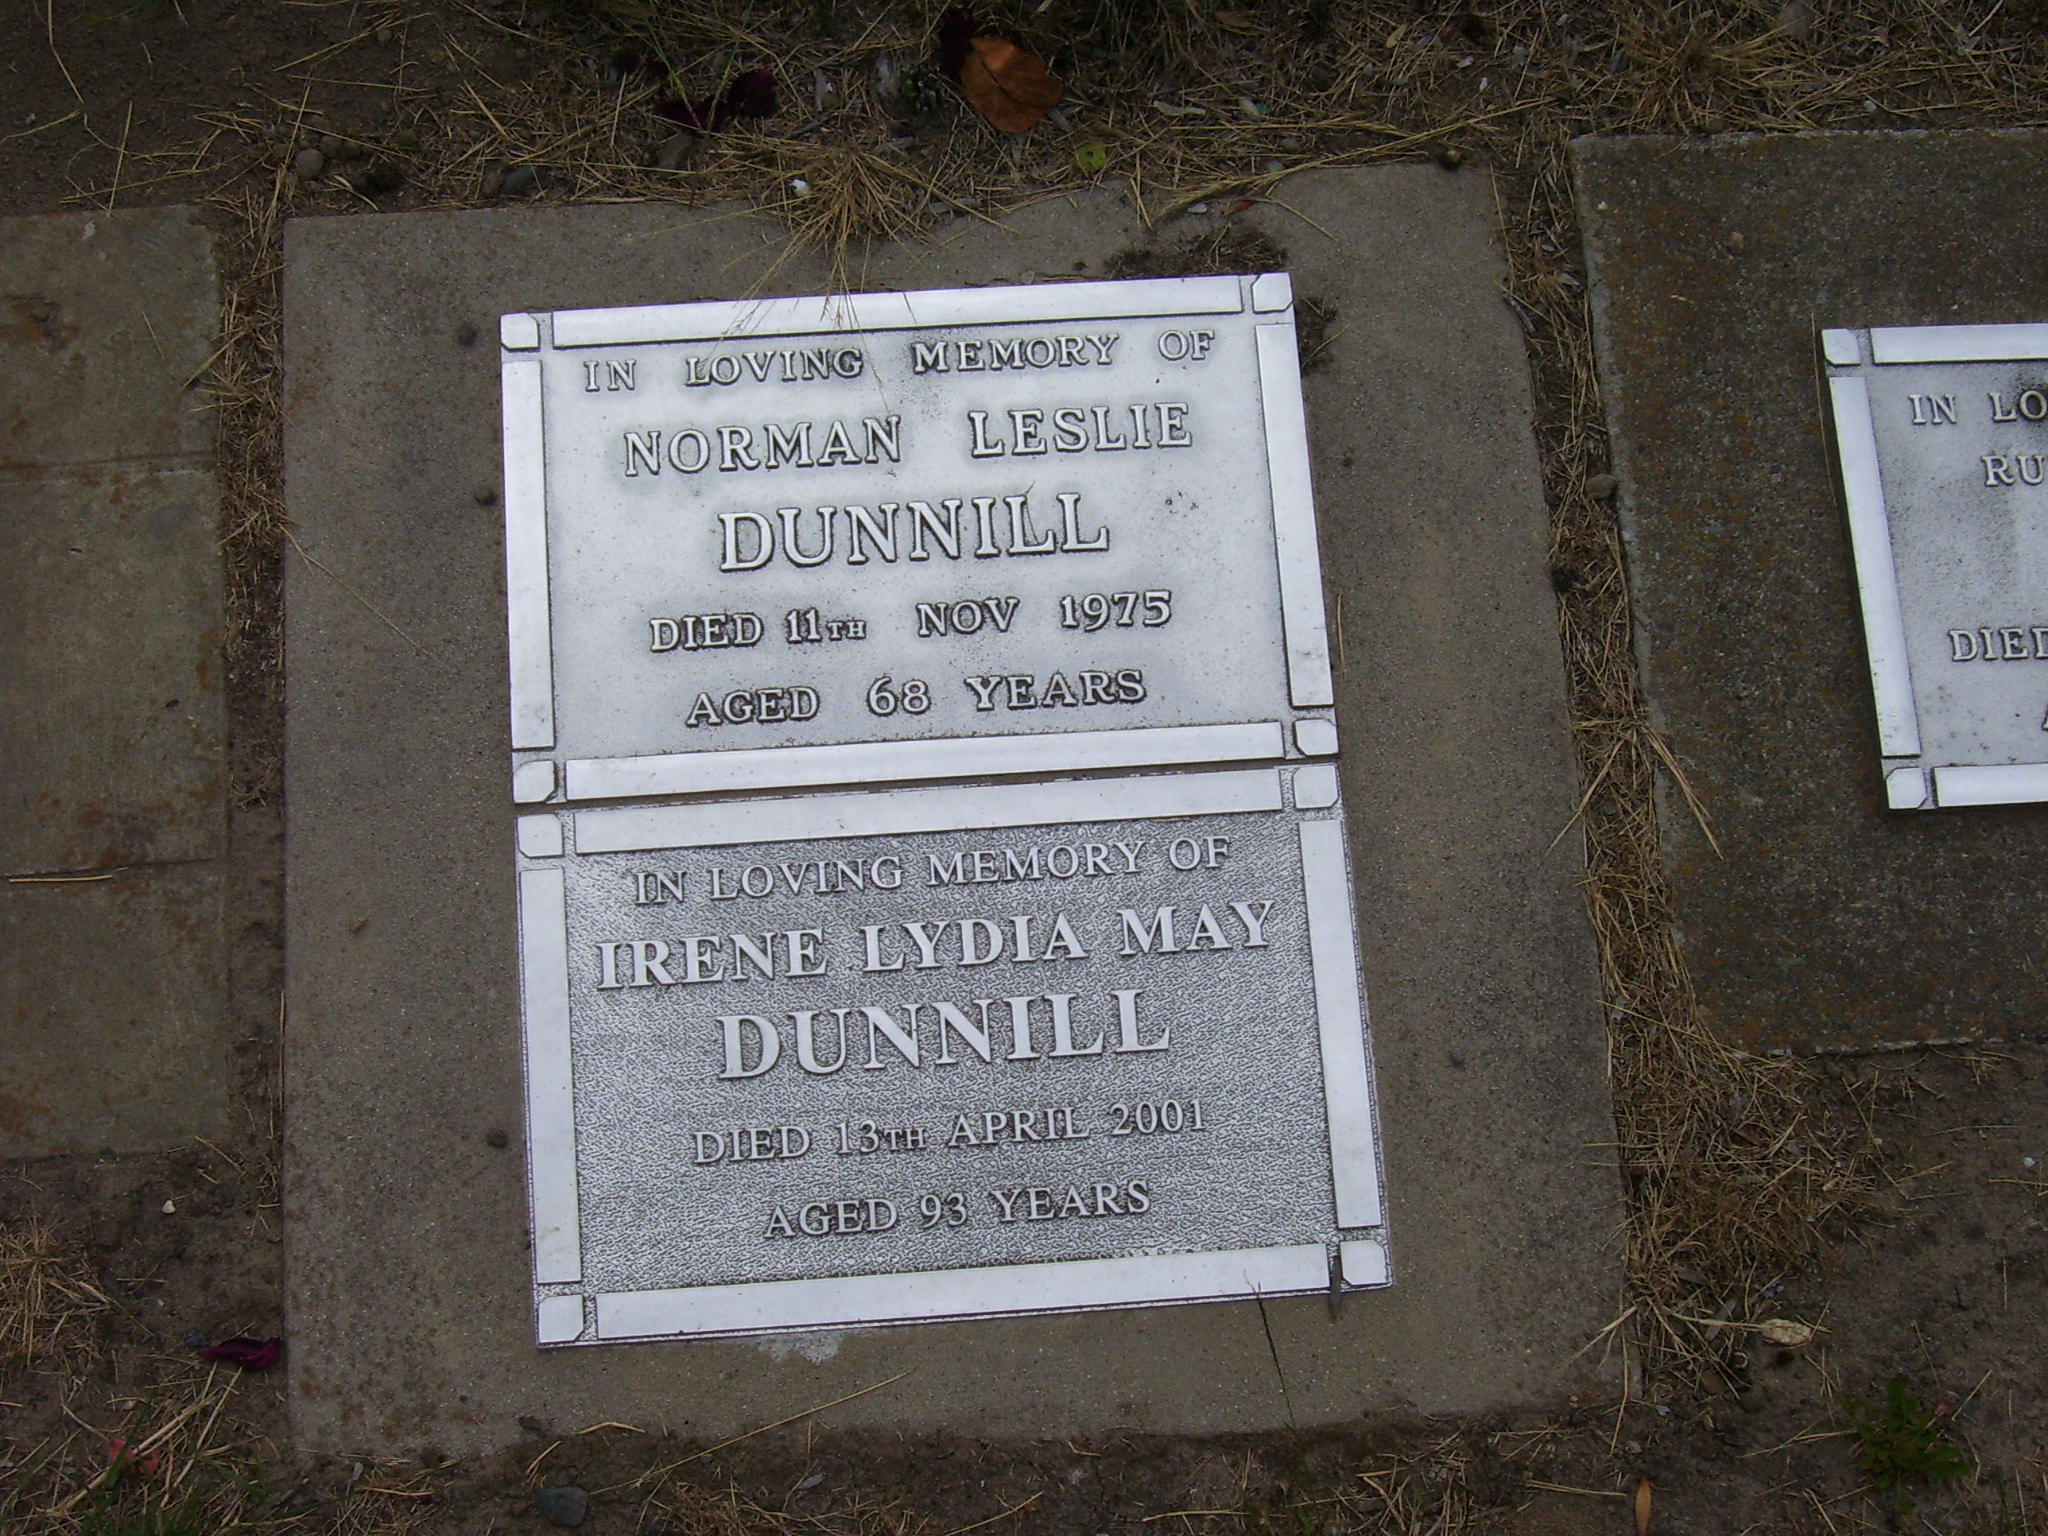 IN LOVING MEMORY OF
NORMAN LESLIE
DUNNILL
DIED 11TH NOV 1975
AGED 68 YEARS
IN LOVING MEMORY OF
IRENE LYDIA MAY
DUNNILL
DIED 13TH APRIL 2001
AGED 93 YEARS
IN LO
RU
DIED